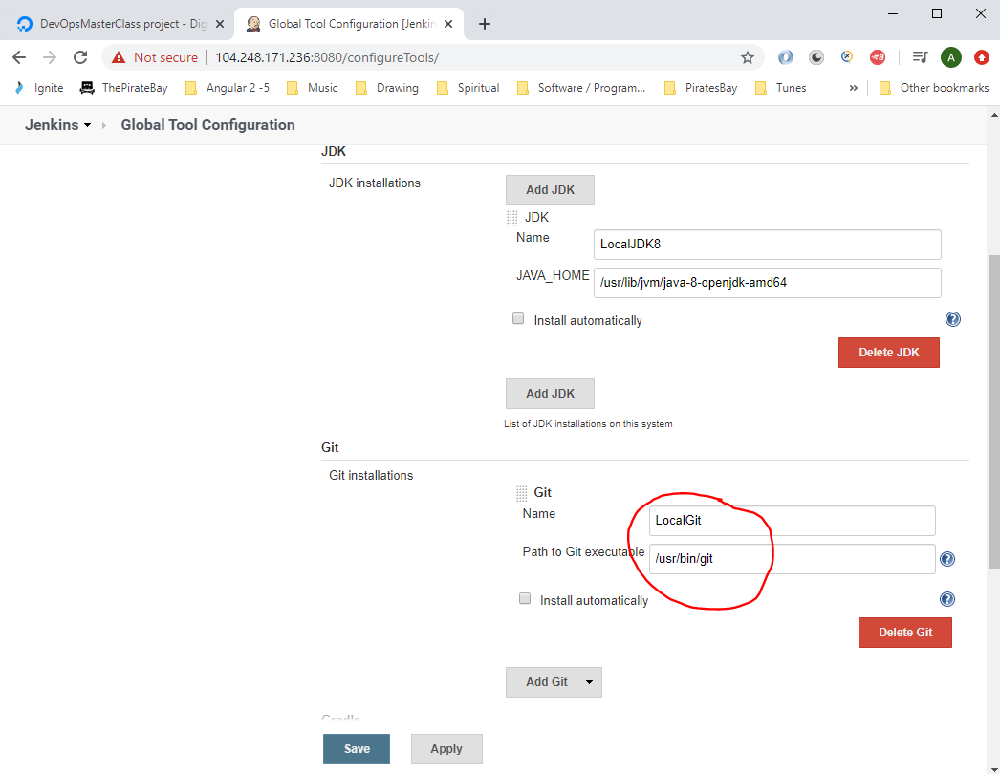 DevOpsMasterClass project - Dig
Global Tool Configuration [Jenkin
Not secure
104.248.171.236:8080/configureTools/
A
Ignite
ThePirateBay
Angular 2 -5
Music
Drawing
Spiritual
Software / Program...
PiratesBay
Tunes
»
Other bookmarks
Jenkins
Global Tool Configuration
JDK
JDK installations
Add JDK
JDK
Name
LocalJDK8
JAVA_HOME
/usr/lib/jvm/java-8-openjdk-amd64
Install automatically
Delete JDK
Add JDK
List of JDK installations on this system
Git
Git installations
Git
Name
LocalGit
Path to Git executable
/usr/bin/git
Install automatically
Delete Git
Add Git
Gradle
Save
Apply